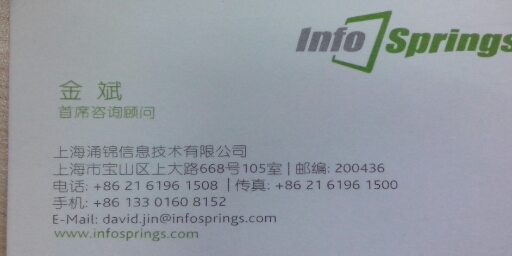 Info Springs
金 斌
首席咨询顾问
上海涌锦信息技术有限公司
上海市宝山区上大路668号105室 | 邮编: 200436
电话: +86 21 6196 1508 | 传真: +86 21 6196 1500
手机: +86 133 0160 8152
E-Mail: david.jin@infosprings.com
www.infosprings.com